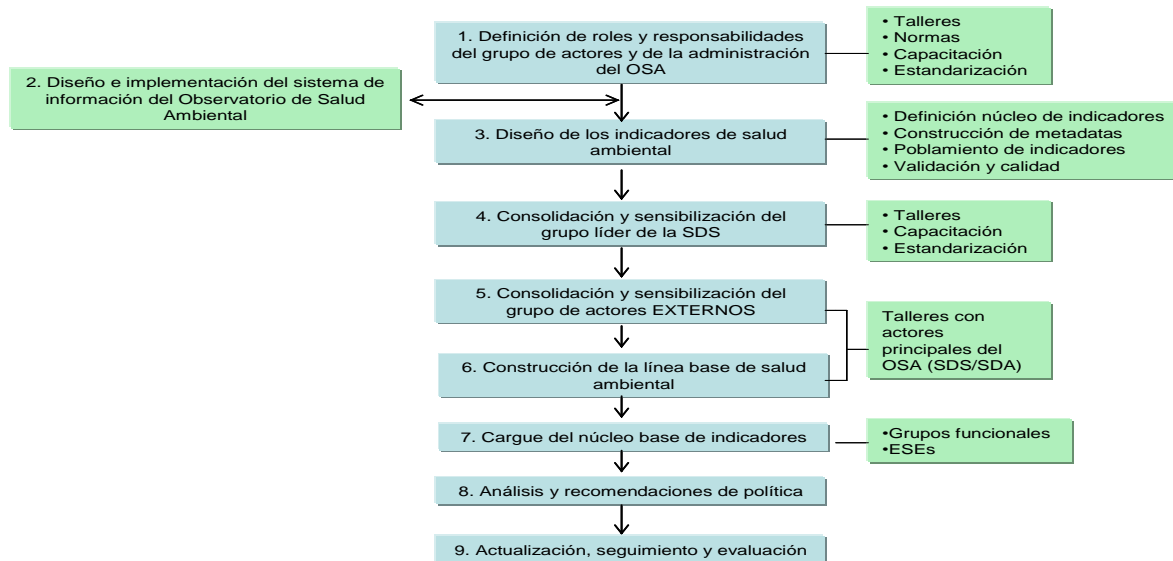 1. Definición de roles y responsabilidades
del grupo de actores y de la administración
del OSA
• Talleres
• Normas
• Capacitación
• Estandarización
2. Diseño e implementación del sistema de
información del Observatorio de Salud
Ambiental
3. Diseño de los indicadores de salud
ambiental
• Definición núcleo de indicadores
• Construcción de metadatas
• Poblamiento de indicadores
• Validación y calidad
4. Consolidación y sensibilización del
grupo líder de la SDS
• Talleres
• Capacitación
• Estandarización
5. Consolidación y sensibilización del
grupo de actores EXTERNOS
Talleres con
actores
principales del
OSA (SDS/SDA)
6. Construcción de la línea base de salud
ambiental
7. Cargue del núcleo base de indicadores
•Grupos funcionales
•ESEs
8. Análisis y recomendaciones de política
9. Actualización, seguimiento y evaluación